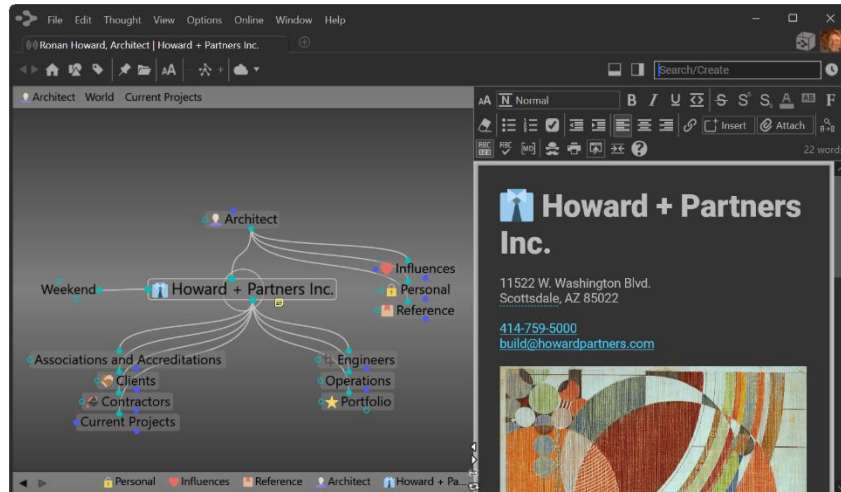 File Edit Thought View Options Online Window Help
Ronan Howard, Architect | Howard + Partners Inc.
Search/Create
Architect World Current Projects
Normal
Insert
Attach
22 words
Architect
Influences
Personal
Reference
Weekend
Howard + Partners Inc.
Associations and Accreditations
Clients
Contractors
Current Projects
Engineers
Operations
Portfolio
Howard + Partners
Inc.
11522 W. Washington Blvd.
Scottsdale, AZ 85022
414-759-5000
build@howardpartners.com
Personal Influences Reference Architect Howard + Pa...